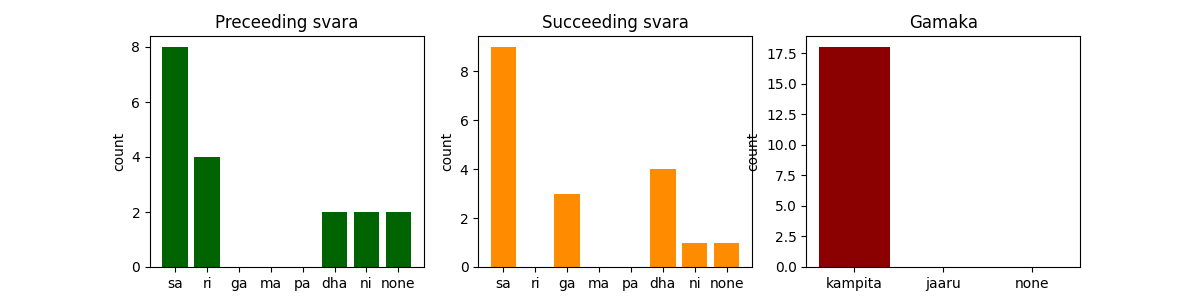 Preceeding svara
count
8
6
4
2
0
sa ri ga ma pa dha ni none
Succeeding svara
count
8
6
4
2
0
sa ri ga ma pa dha ni none
Gamaka
count
17.5
15.0
12.5
10.0
7.5
5.0
2.5
0.0
kampita jaaru none